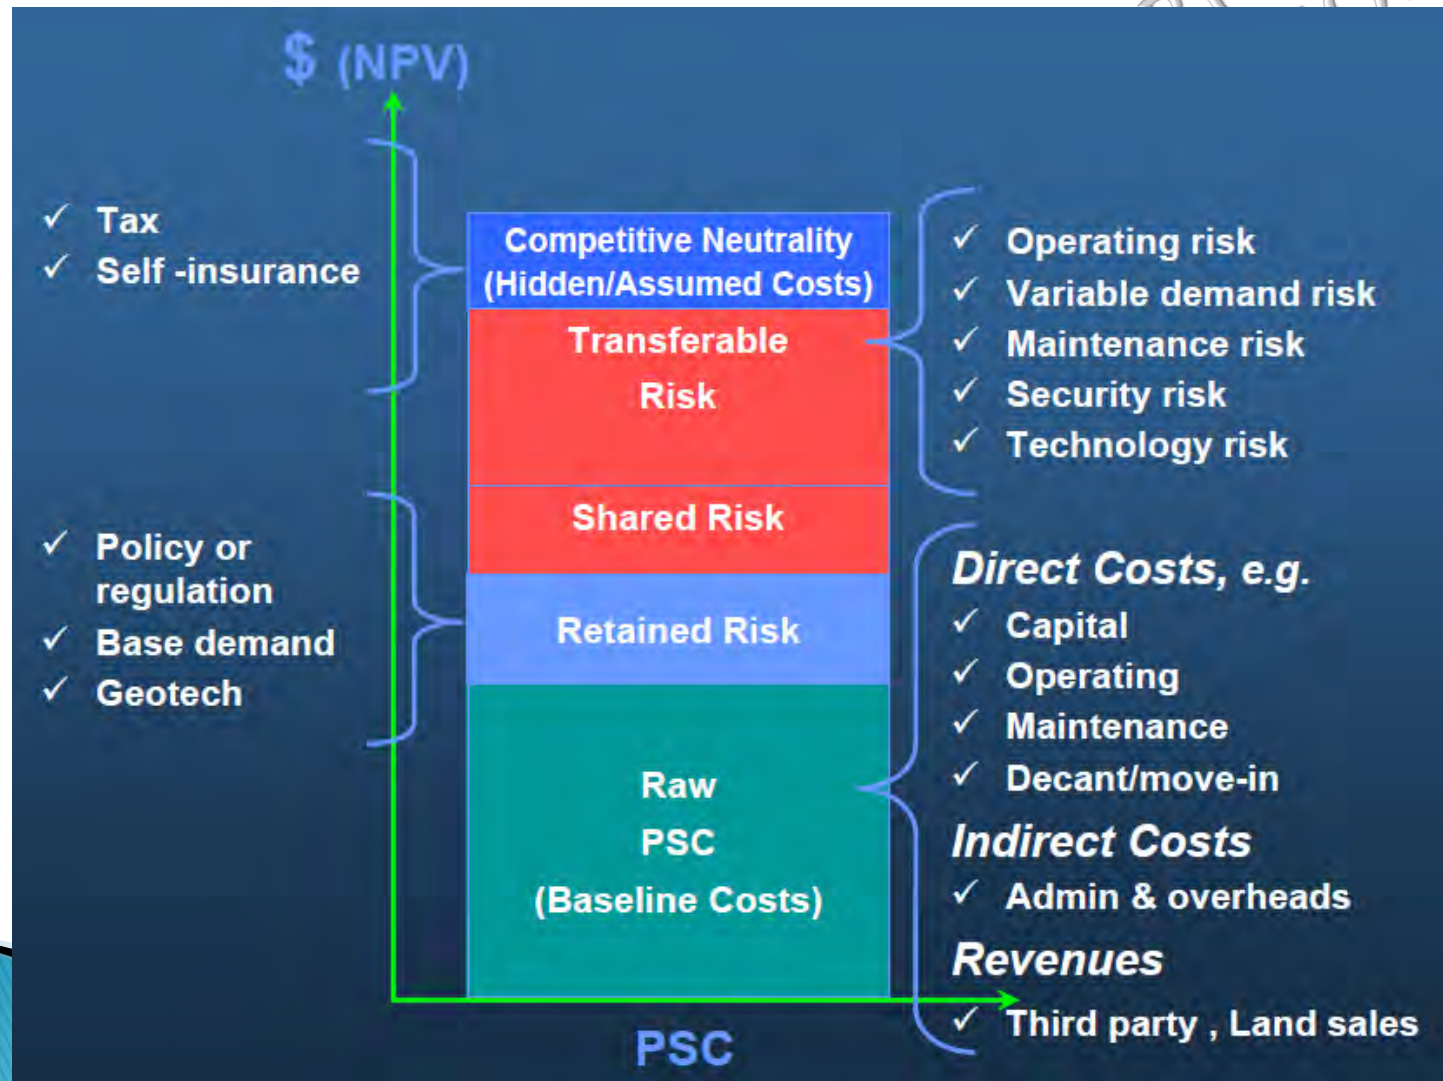 $ (NPV)
✓ Tax
✓ Self -insurance
✓ Policy or
regulation
✓ Base demand
✓ Geotech
Competitive Neutrality
(Hidden/Assumed Costs)
Transferable
Risk
Shared Risk
Retained Risk
Raw
PSC
(Baseline Costs)
PSC
✓ Operating risk
✓ Variable demand risk
✓ Maintenance risk
✓ Security risk
✓ Technology risk
Direct Costs, e.g.
✓ Capital
✓ Operating
✓ Maintenance
✓ Decant/move-in
Indirect Costs
✓ Admin & overheads
Revenues
✓ Third party , Land sales